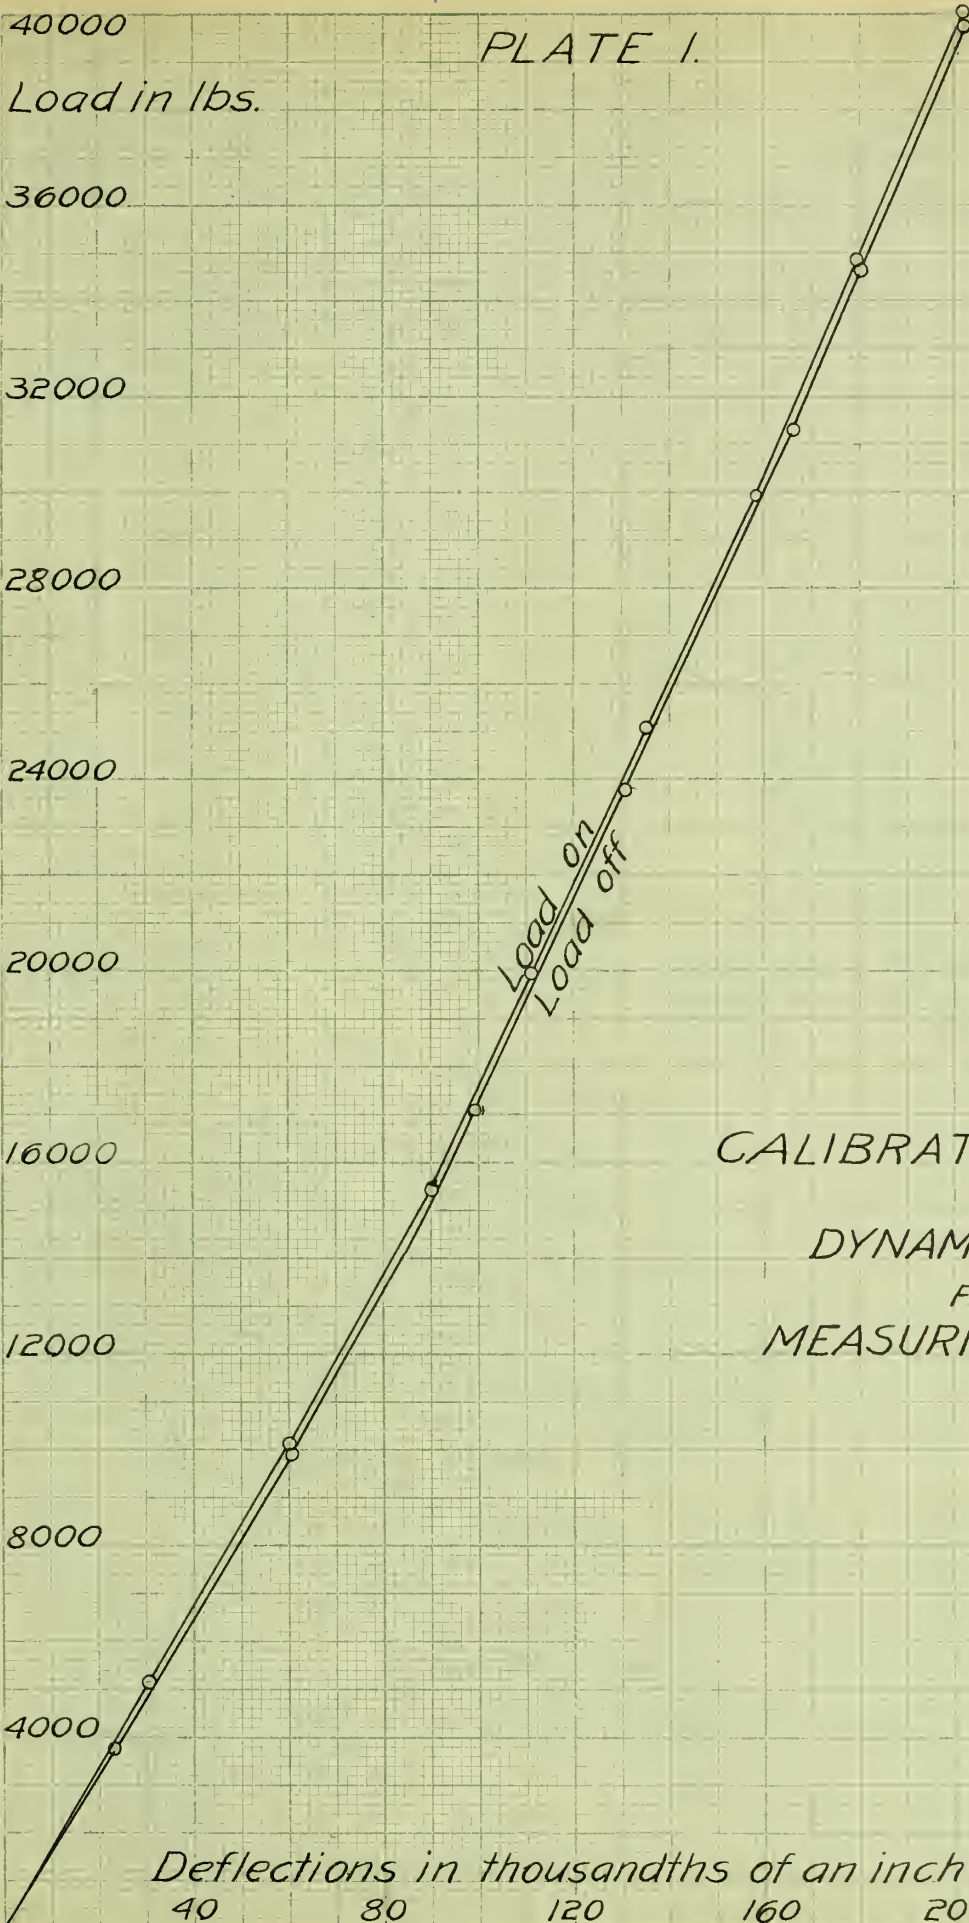 PLATE 1.
40000
Load in lbs.
36000
32000
28000
24000
20000
16000
12000
8000
4000
Load on
Load off
CALIBRAT
DYNAM
F
MEASURI
Deflections in thousandths of an inch
40 80 120 160 20